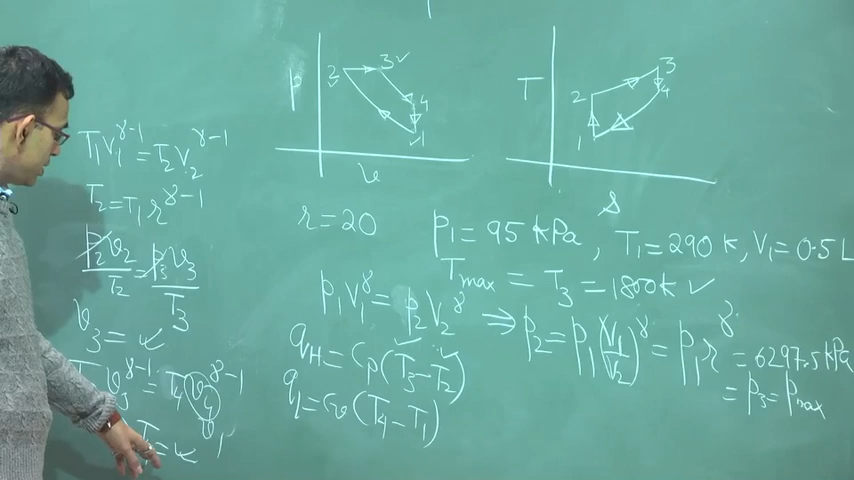 p
2
3
4
1
v
T
2
3
4
1
s
T₁v₁^γ-1 = T₂v₂^γ-1
T₂ = T₁ r^γ-1
p₂v₂/T₂ = p₃v₃/T₃
v₃ = ✓
v₃^γ-1 = T₄ v₄^γ-1
v₁
T₄ = ✓
r = 20
p₁ = 95 kPa , T₁ = 290 K, V₁ = 0.5 L
Tmax = T₃ = 1800 K ✓
p₁V₁^γ = p₂V₂^γ ⇒ p₂ = p₁(V₁/V₂)^γ = p₁r^γ = 6297.5 kPa
= p₃ = pmax
qH = Cp(T₃ - T₂)
qL = Cv(T₄ - T₁)